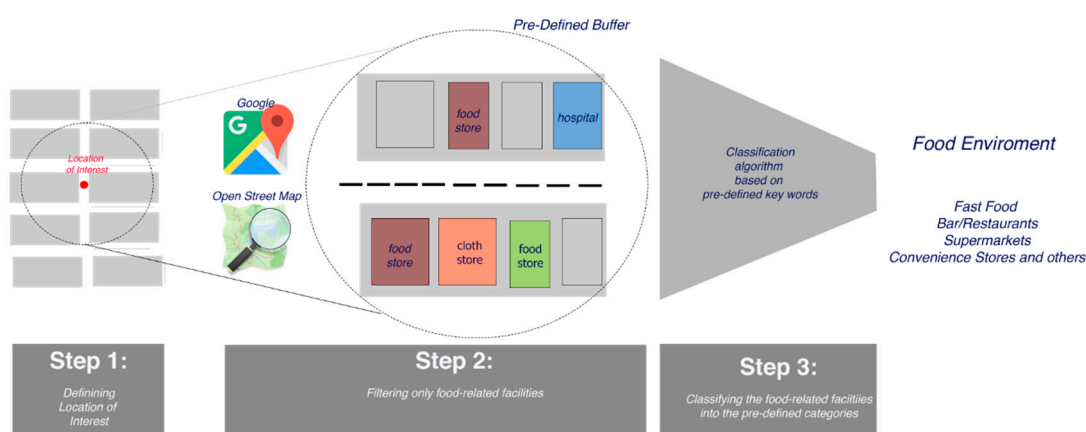 Pre-Defined Buffer
Google
G
food
store
hospital
Location
of Interest
Open Street Map
food
store
cloth
store
food
store
Classification
algorithm
based on
pre-defined key words
Food Enviroment
Fast Food
Bar/Restaurants
Supermarkets
Convenience Stores and others
Step 1:
Definining
Location of
Interest
Step 2:
Filtering only food-related facilities
Step 3:
Classifying the food-related faciltiies
into the pre-defined categories